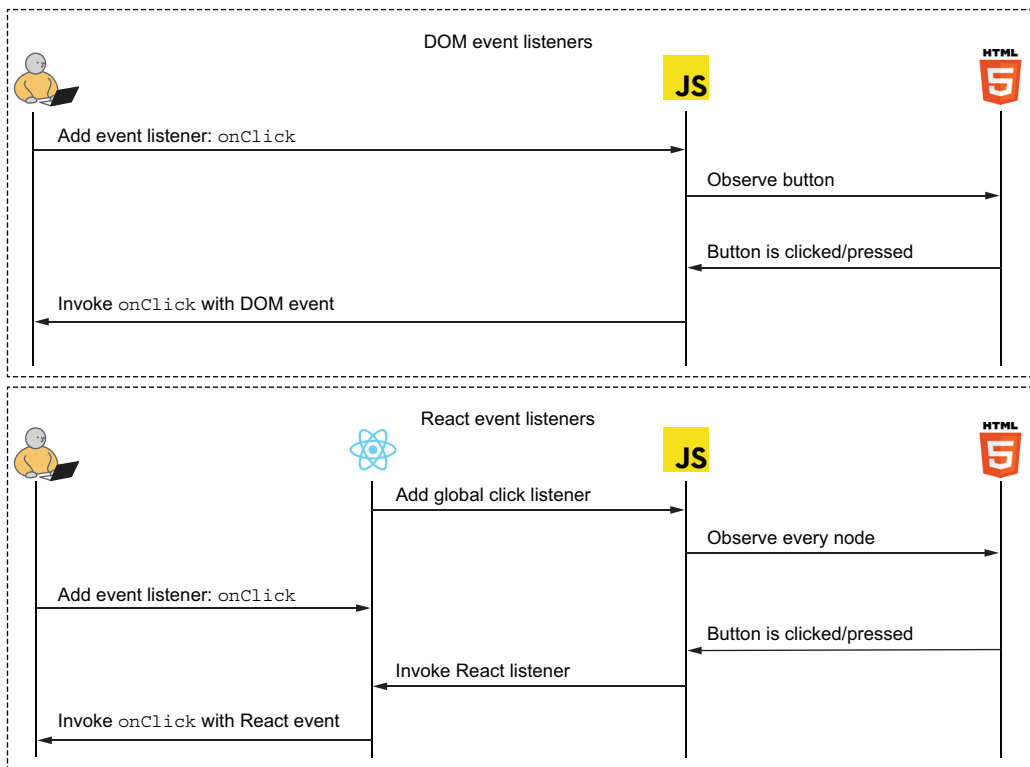 DOM event listeners
HTML
JS
5
Add event listener: onClick
Observe button
Button is clicked/pressed
Invoke onClick with DOM event
React event listeners
HTML
JS
5
Add global click listener
Observe every node
Add event listener: onClick
Button is clicked/pressed
Invoke React listener
Invoke onClick with React event